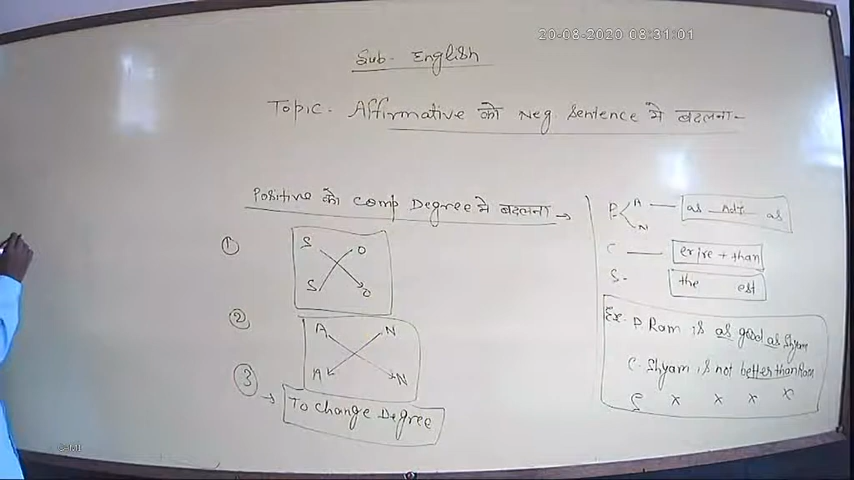 20-08-2020 08:31:01
Sub- English
Topic- Affirmative को Neg. Sentence मे बदलना-
Positive को comp Degree मे बदलना →
① S O
S O
② A N
A N
③ → To change Degree
P A — as Adj as
N
C — er/re + than
S - the est
Ex- P. Ram is as good as Shyam
C. Shyam is not better than Ram
S x x x x